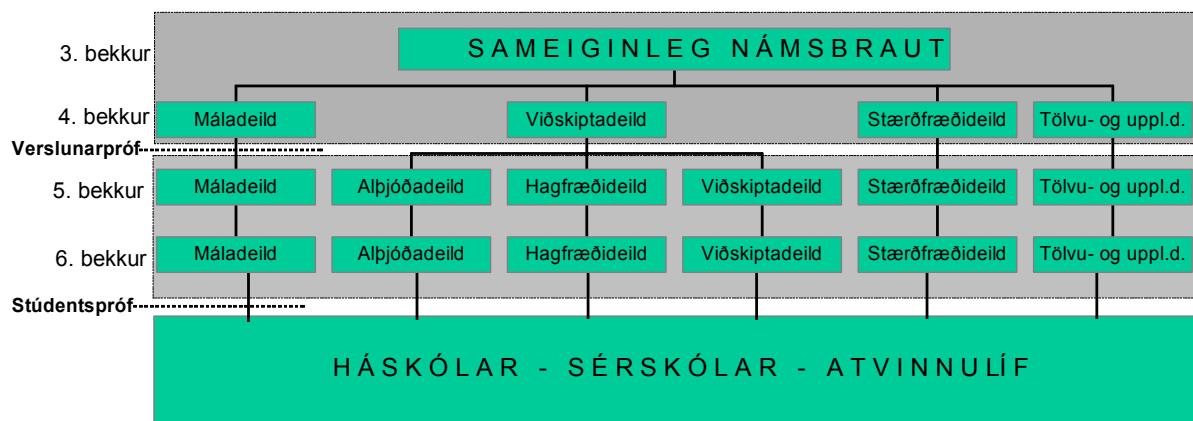 3. bekkur
SAMEIGINLEG NÁMSBRAUT
4. bekkur
Máladeild
Viðskiptadeild
Stærðfræðideild
Tölvu- og uppl.d.
Verslunarpróf
5. bekkur
Máladeild
Alþjóðadeild
Hagfræðideild
Viðskiptadeild
Stærðfræðideild
Tölvu- og uppl.d.
6. bekkur
Máladeild
Alþjóðadeild
Hagfræðideild
Viðskiptadeild
Stærðfræðideild
Tölvu- og uppl.d.
Stúdentspróf
HÁSKÓLAR - SÉRSKÓLAR - ATVINNULÍF